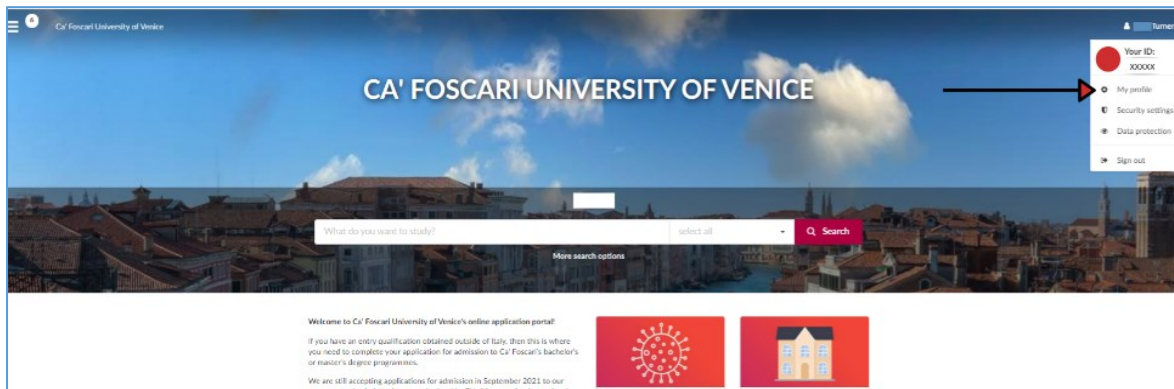 6
Ca' Foscari University of Venice
Turner
Your ID:
XXXXX
CA' FOSCARI UNIVERSITY OF VENICE
My profile
Security settings
Data protection
Sign out
What do you want to study?
select all
Search
More search options
Welcome to Ca' Foscari University of Venice's online application portal!
If you have an entry qualification obtained outside of Italy, then this is where
you need to complete your application for admission to Ca' Foscari's bachelor's
or master's degree programmes.
We are still accepting applications for admission in September 2021 to our